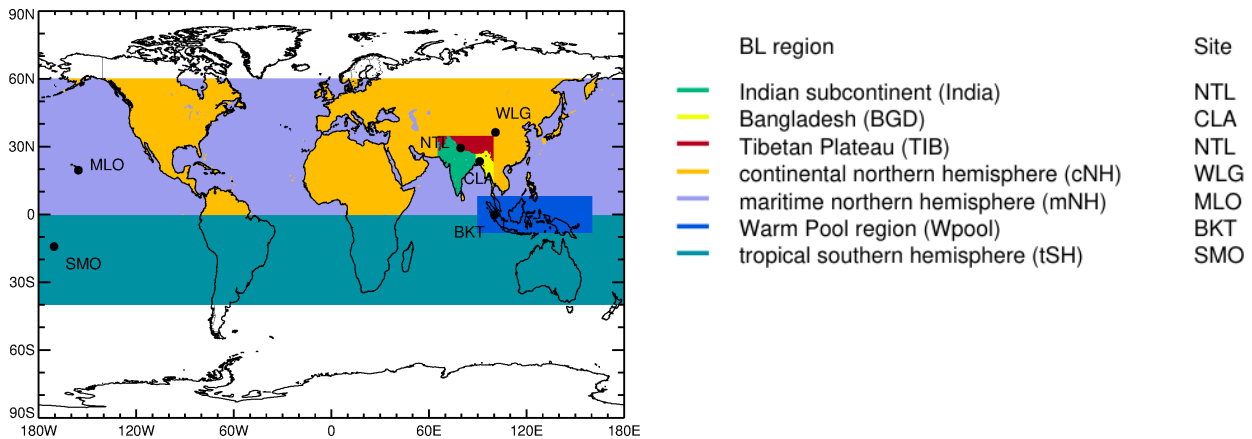 90N
60N
30N
0
30S
60S
90S
180W
120W
60W
0
60E
120E
180E
WLG
NTL
MLO
CLA
BKT
SMO
BL region Site
Indian subcontinent (India) NTL
Bangladesh (BGD) CLA
Tibetan Plateau (TIB) NTL
continental northern hemisphere (cNH) WLG
maritime northern hemisphere (mNH) MLO
Warm Pool region (Wpool) BKT
tropical southern hemisphere (tSH) SMO